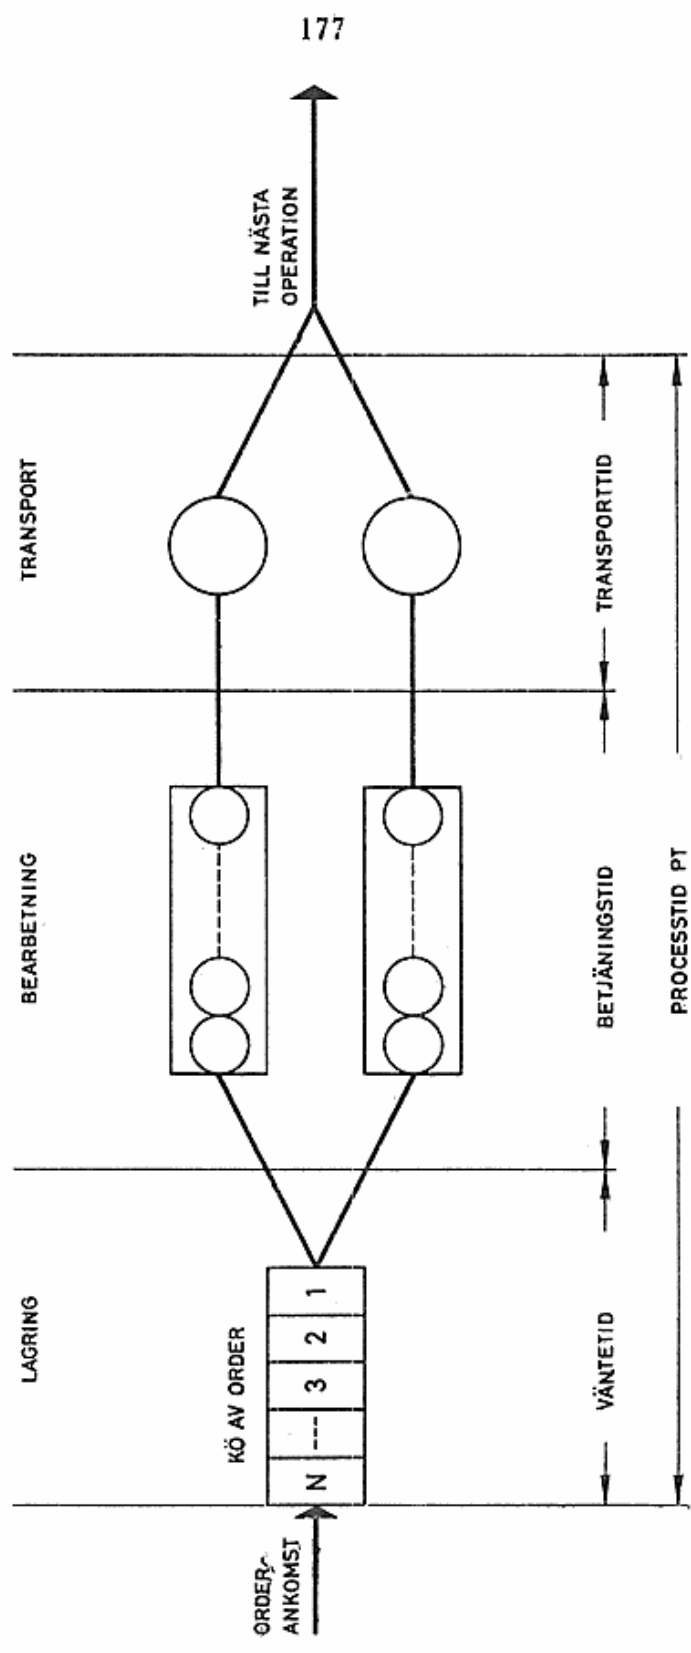 177
LAGRING
BEARBETNING
TRANSPORT
ORDER
ANKOMST
KÖ AV ORDER
N --- 3 2 1
TILL NÄSTA
OPERATION
VÄNTETID
BETJÄNINGSTID
TRANSPORTTID
PROCESSTID PT